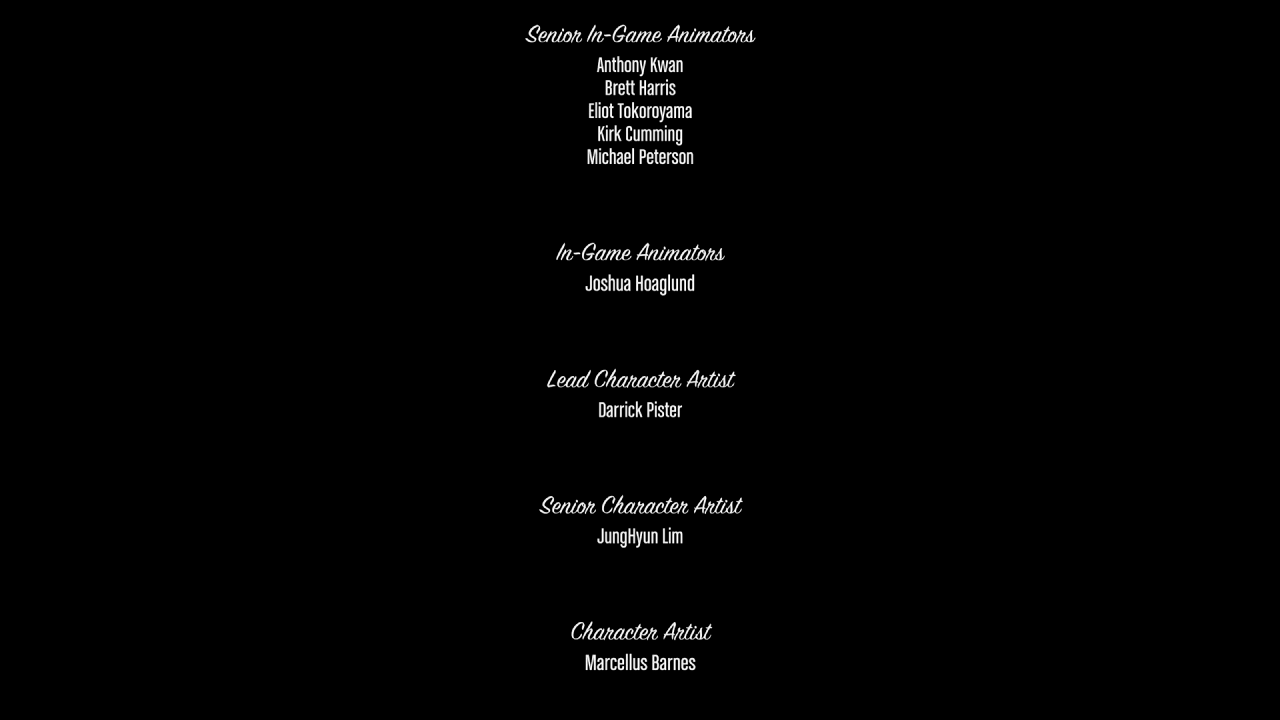 Senior In-Game Animators
Anthony Kwan
Brett Harris
Eliot Tokoroyama
Kirk Cumming
Michael Peterson
In-Game Animators
Joshua Hoaglund
Lead Character Artist
Darrick Pister
Senior Character Artist
JungHyun Lim
Character Artist
Marcellus Barnes